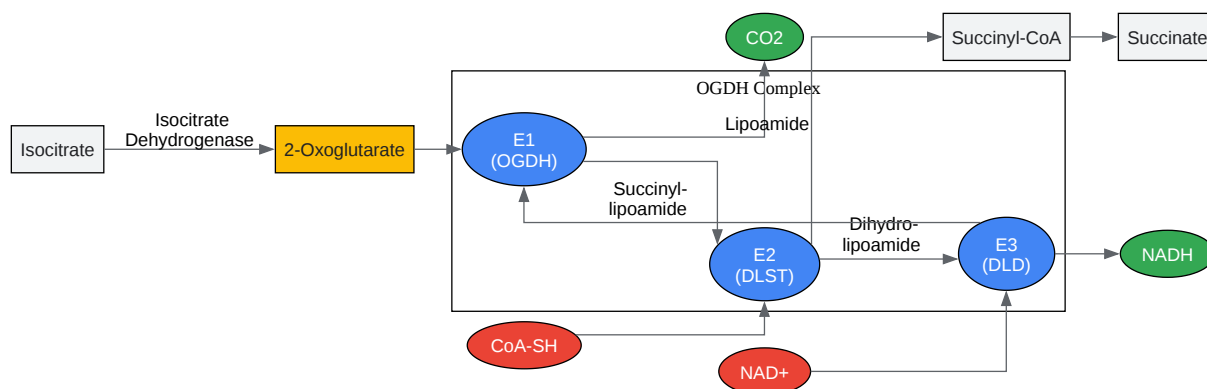 CO2
Succinyl-CoA
Succinate
OGDH Complex
Lipoamide
Isocitrate
Dehydrogenase
Isocitrate
2-Oxoglutarate
E1
(OGDH)
Succinyl-
lipoamide
Dihydro-
lipoamide
E2
(DLST)
E3
(DLD)
NADH
CoA-SH
NAD+